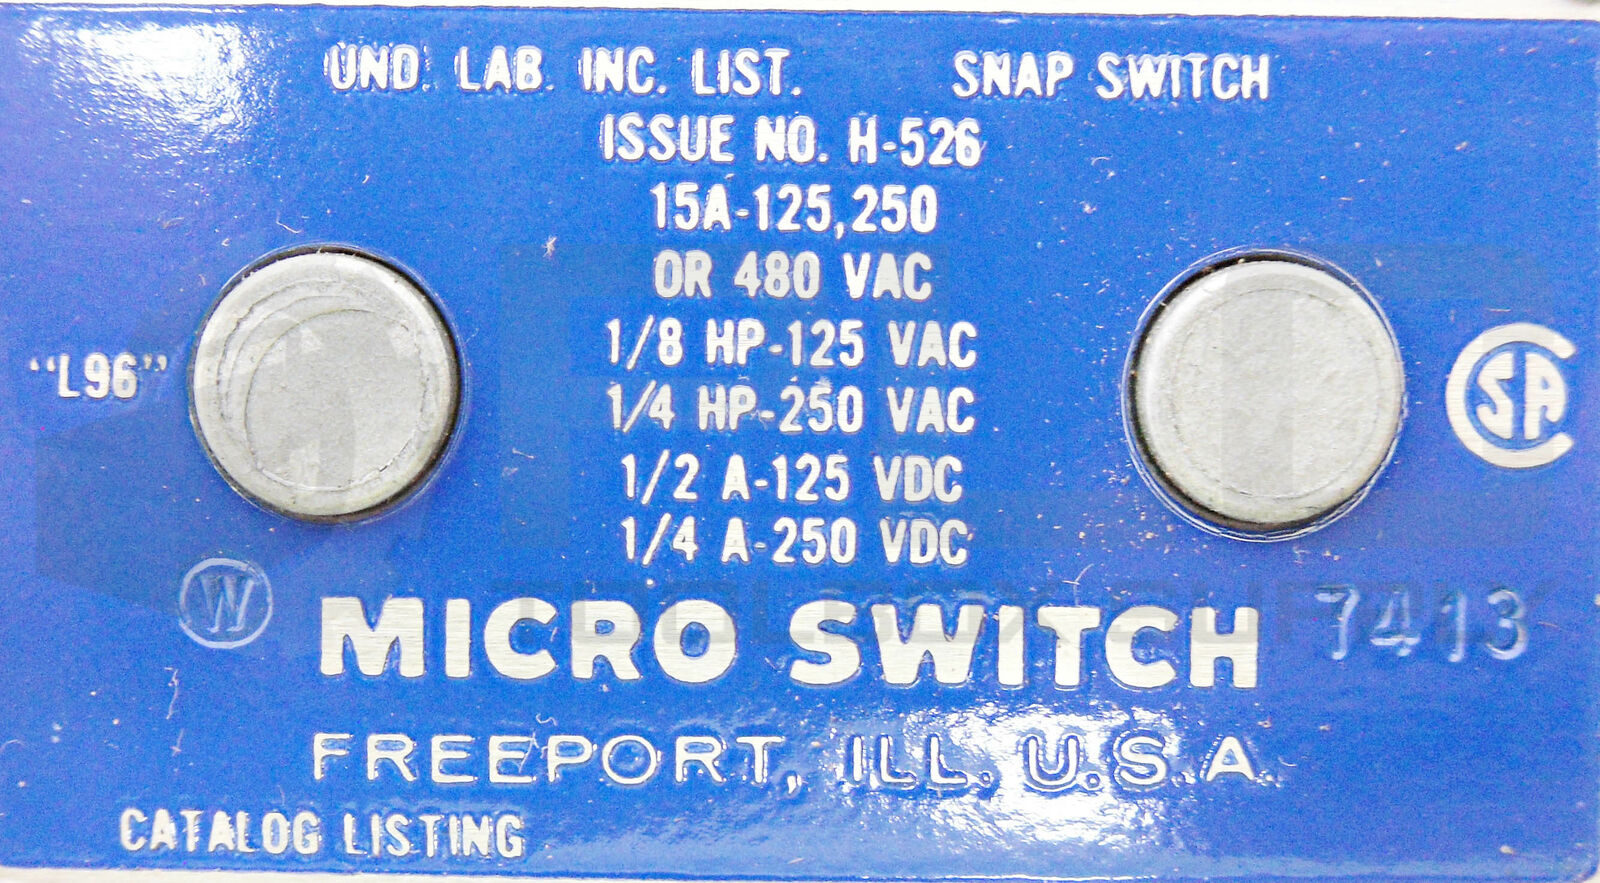 UND. LAB. INC. LIST. SNAP SWITCH
ISSUE NO. H-526
15A-125,250
OR 480 VAC
1/8 HP-125 VAC
"L96"
1/4 HP-250 VAC
SA
1/2 A-125 VDC
1/4 A-250 VDC
W
MICRO SWITCH 7413
FREEPORT, ILL. U.S.A.
CATALOG LISTING